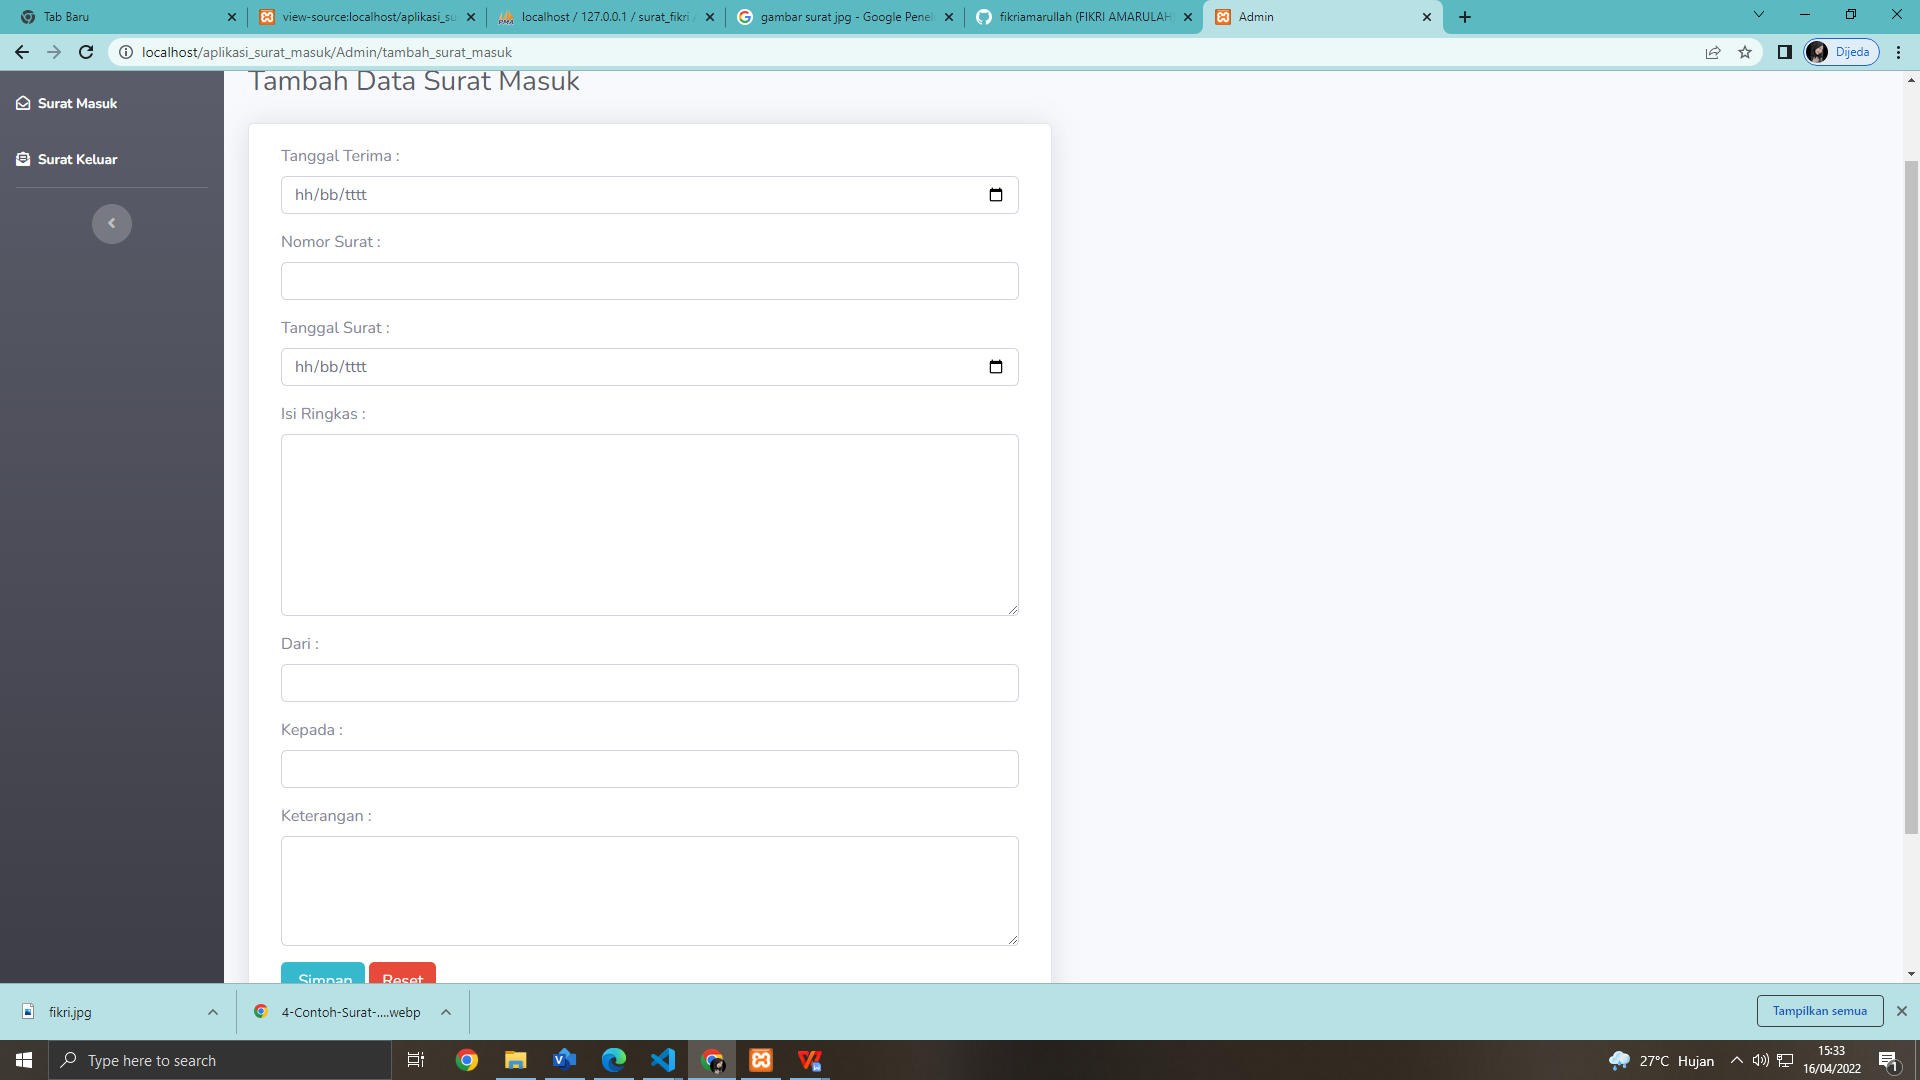 Tab Baru
view-source:localhost/aplikasi_su
localhost / 127.0.0.1 / surat_fikri /
gambar surat jpg - Google Penel
fikriamarullah (FIKRI AMARULAH
Admin
localhost/aplikasi_surat_masuk/Admin/tambah_surat_masuk
Dijeda
Tambah Data Surat Masuk
Surat Masuk
Surat Keluar
Tanggal Terima :
hh/bb/tttt
Nomor Surat :
Tanggal Surat :
hh/bb/tttt
Isi Ringkas :
Dari :
Kepada :
Keterangan :
Simpan Reset
fikri.jpg
4-Contoh-Surat-....webp
Tampilkan semua
Type here to search
27°C Hujan
15:33
16/04/2022
1